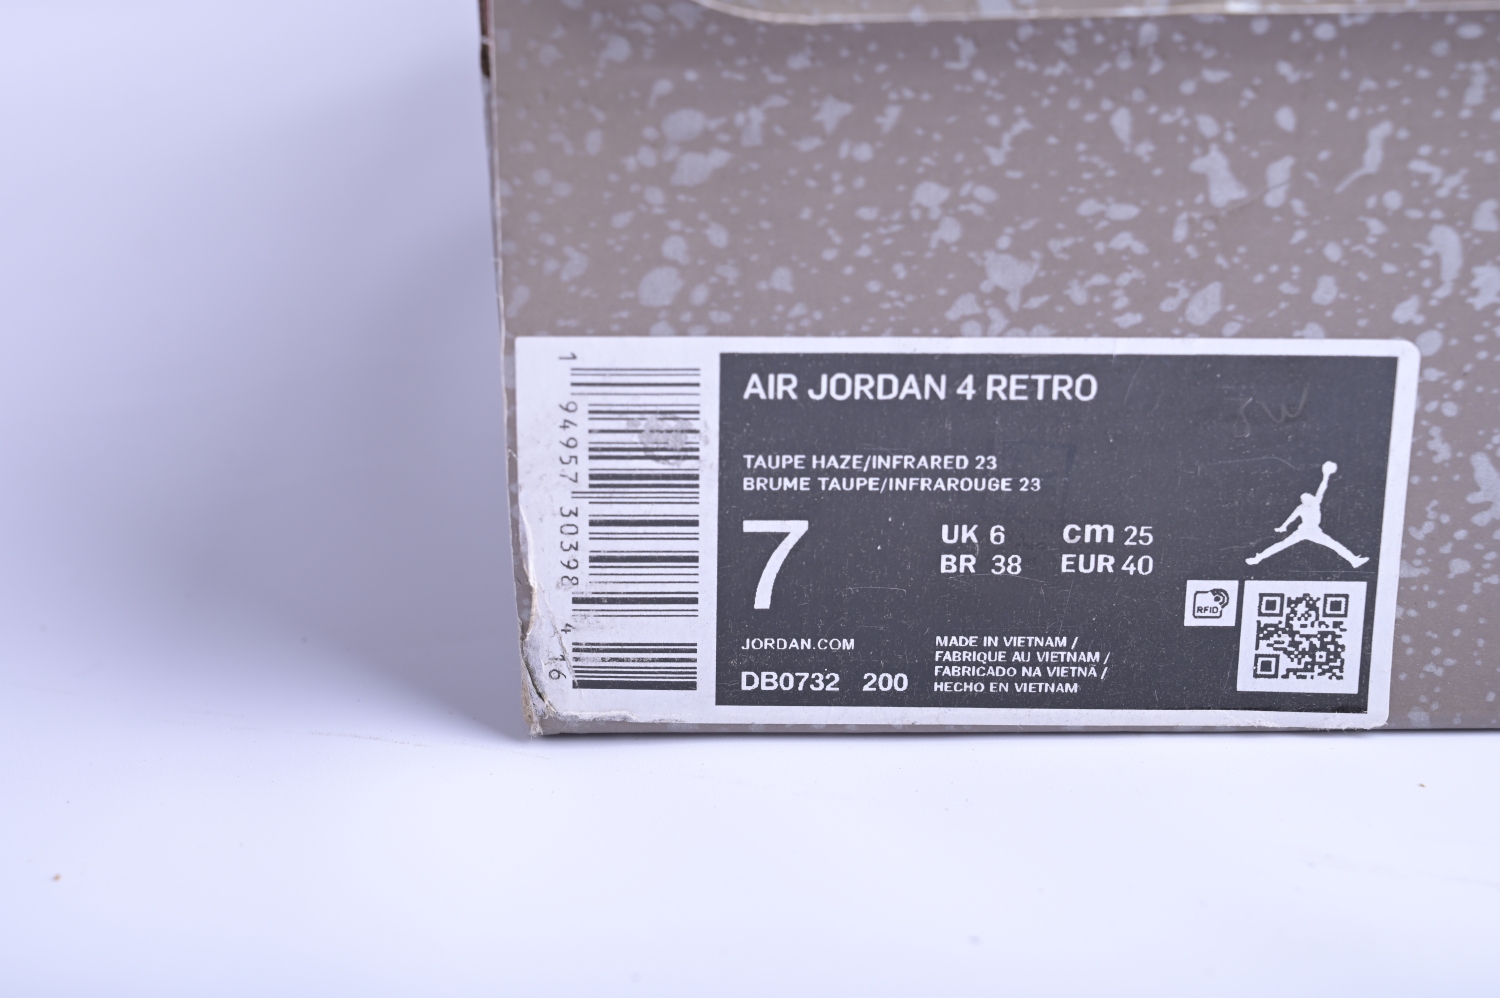 1 94957 30398 4 16
AIR JORDAN 4 RETRO
TAUPE HAZE/INFRARED 23
BRUME TAUPE/INFRAROUGE 23
7
UK 6 cm 25
BR 38 EUR 40
RFID
JORDAN.COM
DB0732 200
MADE IN VIETNAM /
FABRIQUE AU VIETNAM /
FABRICADO NA VIETNÃ /
HECHO EN VIETNAM